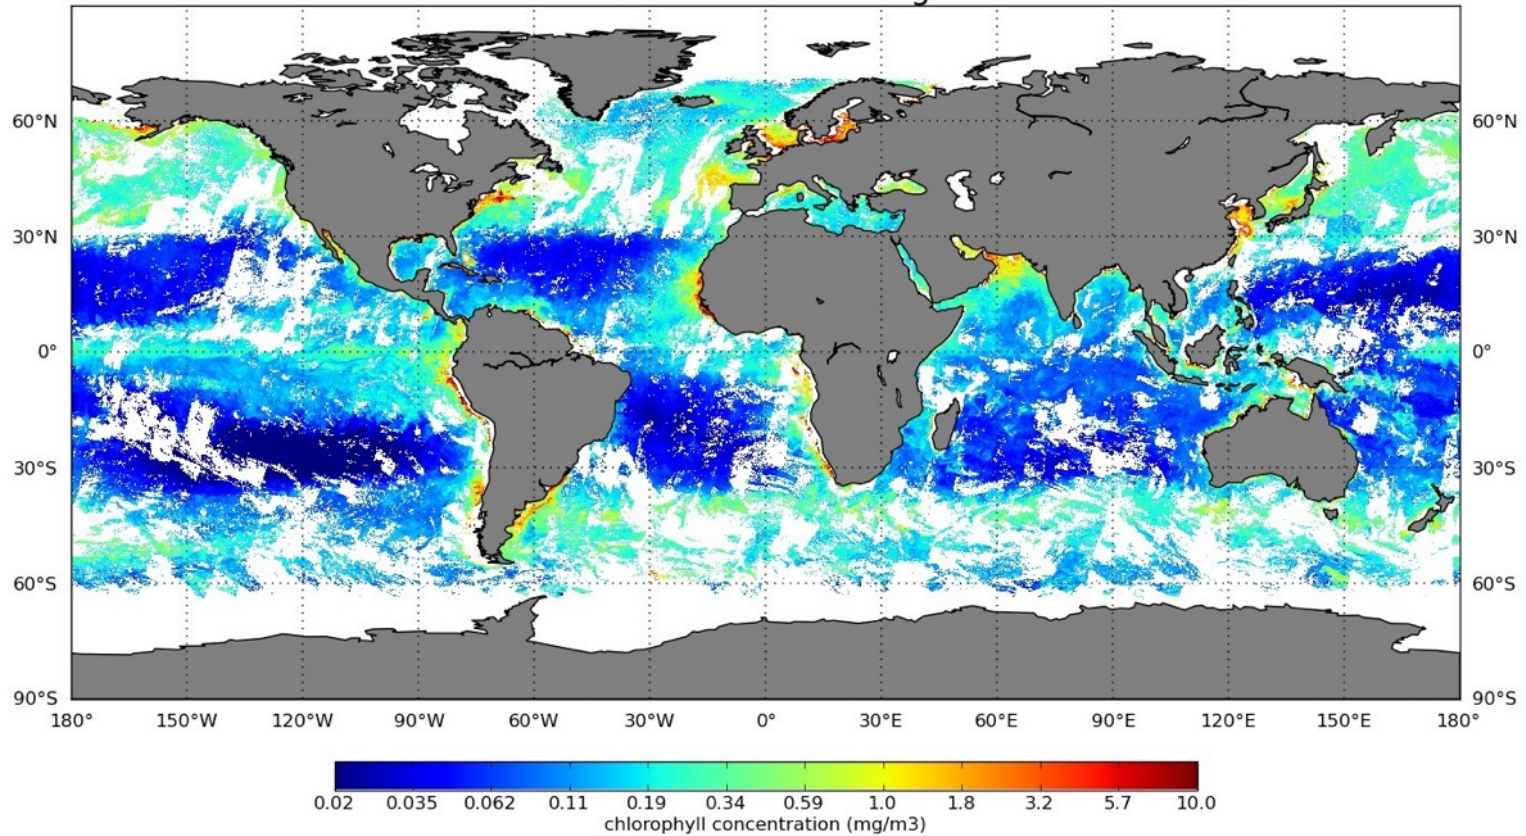 60°N 60°N
30°N 30°N
0° 0°
30°S 30°S
60°S 60°S
90°S 90°S
180° 150°W 120°W 90°W 60°W 30°W 0° 30°E 60°E 90°E 120°E 150°E 180°
0.02 0.035 0.062 0.11 0.19 0.34 0.59 1.0 1.8 3.2 5.7 10.0
chlorophyll concentration (mg/m3)